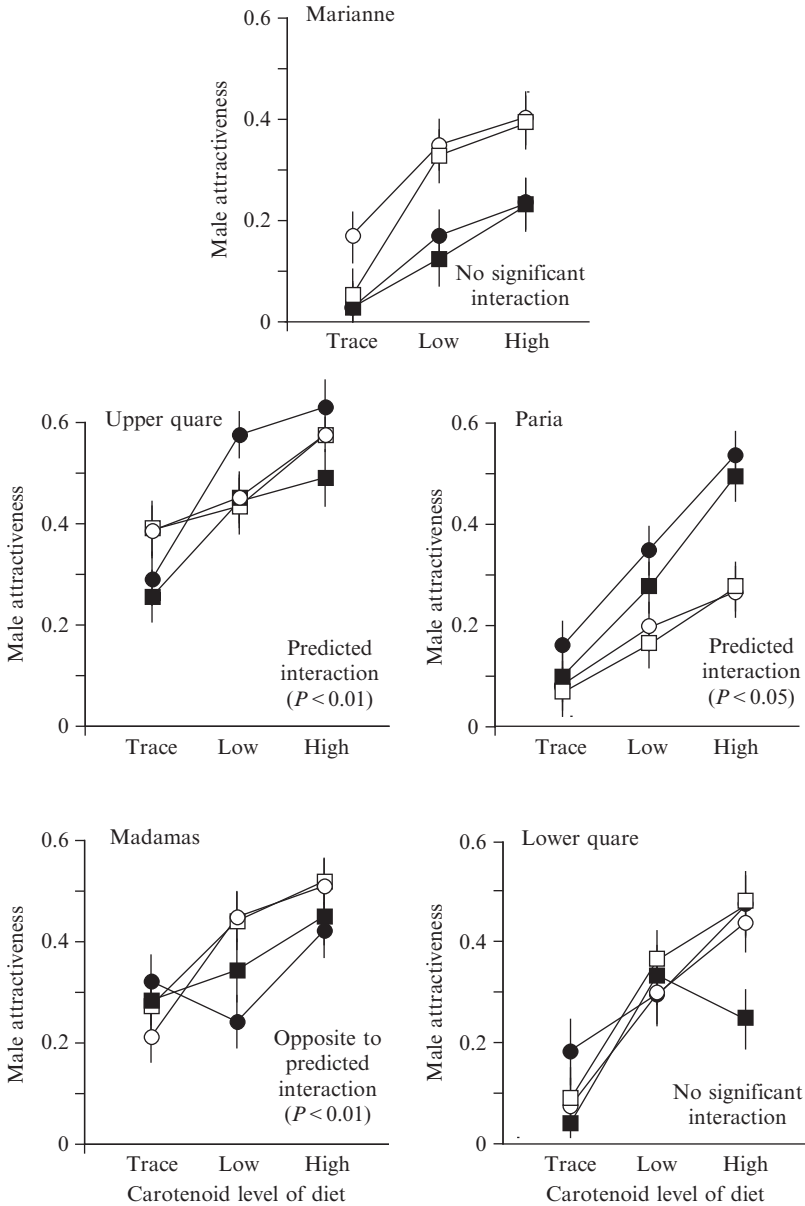 Marianne
0.6
0.4
0.2
0
Male attractiveness
No significant
interaction
Trace Low High
Upper quare
0.6
0.4
0.2
0
Male attractiveness
Predicted
interaction
(P < 0.01)
Trace Low High
Paria
0.6
0.4
0.2
0
Male attractiveness
Predicted
interaction
(P < 0.05)
Trace Low High
Madamas
0.6
0.4
0.2
0
Male attractiveness
Opposite to
predicted
interaction
(P < 0.01)
Trace Low High
Carotenoid level of diet
Lower quare
0.6
0.4
0.2
0
Male attractiveness
No significant
interaction
Trace Low High
Carotenoid level of diet